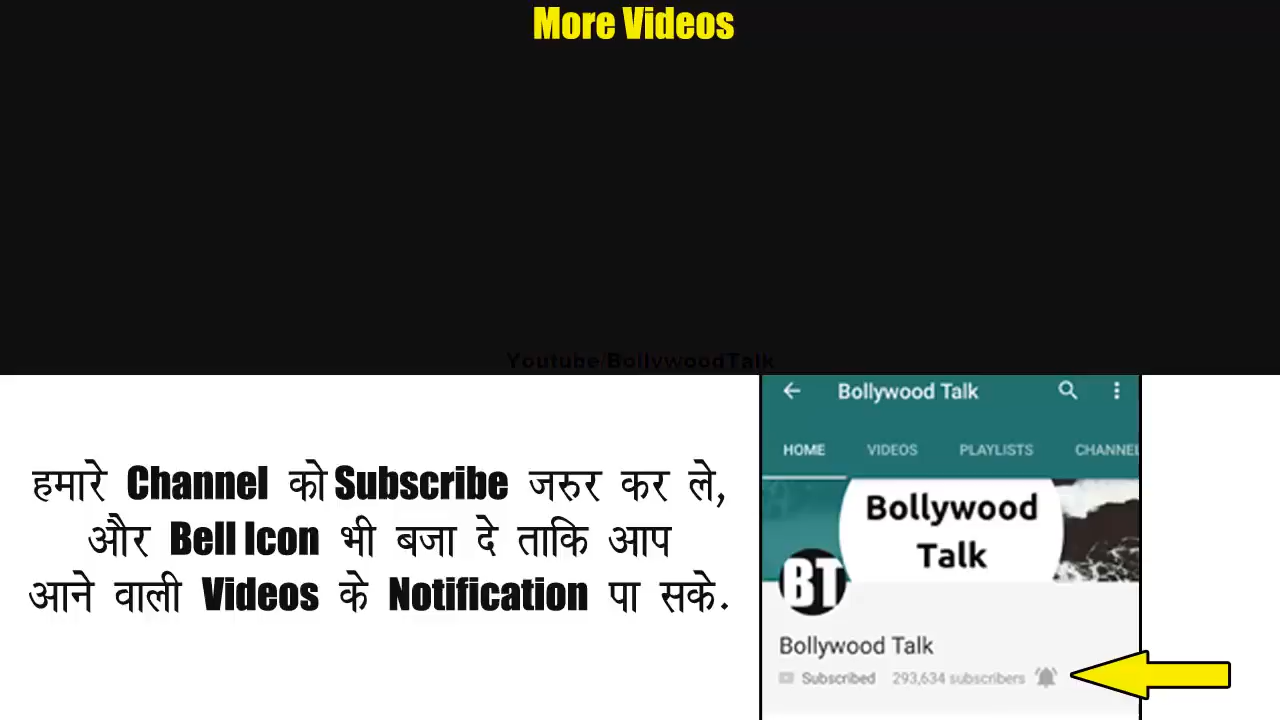 More Videos
Youtube/BollywoodTalk
हमारे Channel को Subscribe जरुर कर ले,
और Bell Icon भी बजा दे ताकि आप
आने वाली Videos के Notification पा सके.
Bollywood Talk
HOME VIDEOS PLAYLISTS CHANNEL
Bollywood
Talk
BT
Bollywood Talk
Subscribed 293,634 subscribers